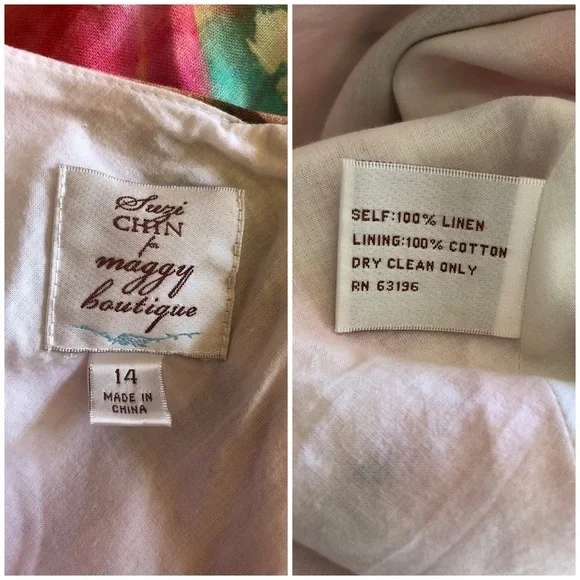 Suzi
CHIN
for
maggy
boutique
14
MADE IN
CHINA
SELF:100% LINEN
LINING:100% COTTON
DRY CLEAN ONLY
RN 63196